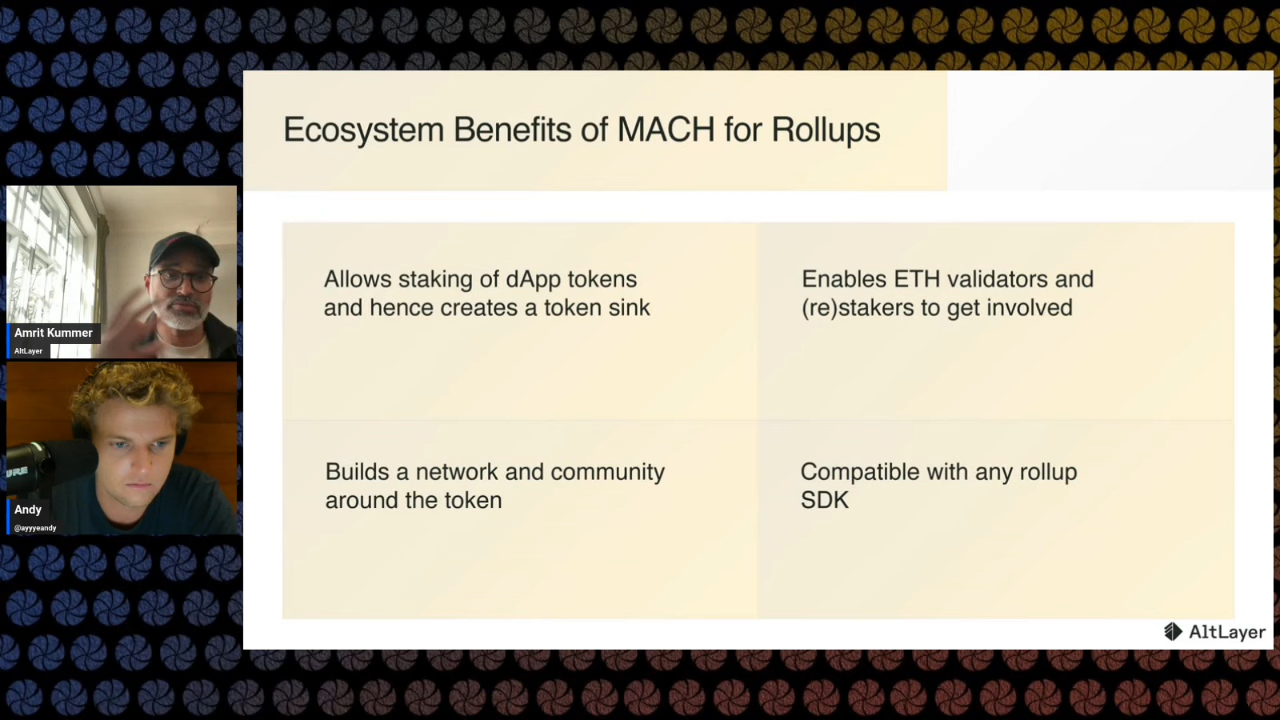 Ecosystem Benefits of MACH for Rollups
Allows staking of dApp tokens
and hence creates a token sink
Enables ETH validators and
(re)stakers to get involved
Builds a network and community
around the token
Compatible with any rollup
SDK
AltLayer
Amrit Kummer
AltLayer
Andy
@ayyyeandy